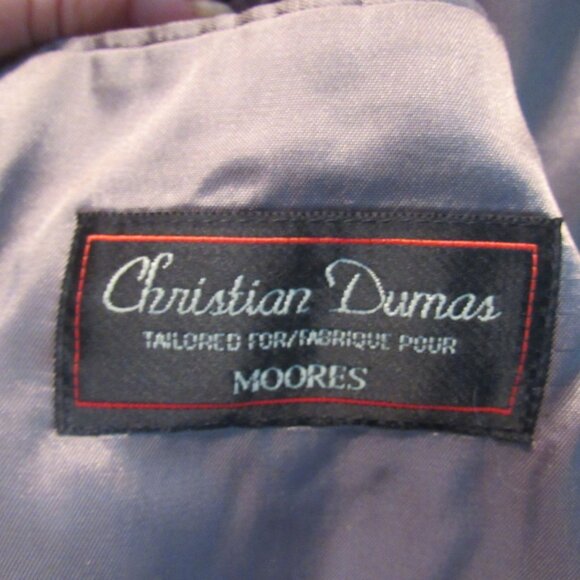 Christian Dumas
TAILORED FOR/FABRIQUE POUR
MOORES